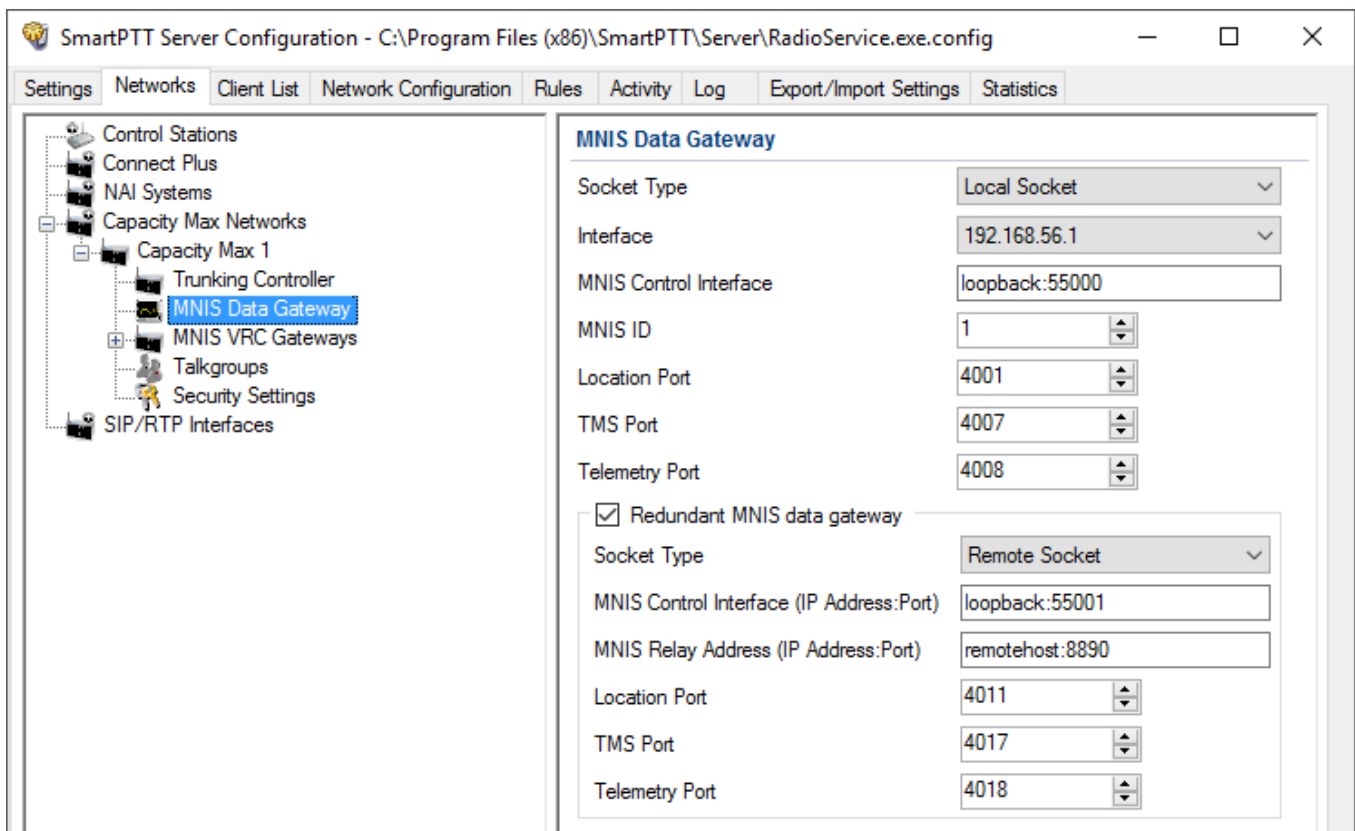 SmartPTT Server Configuration - C:\Program Files (x86)\SmartPTT\Server\RadioService.exe.config
Settings Networks Client List Network Configuration Rules Activity Log Export/Import Settings Statistics
Control Stations
Connect Plus
NAI Systems
Capacity Max Networks
Capacity Max 1
Trunking Controller
MNIS Data Gateway
MNIS VRC Gateways
Talkgroups
Security Settings
SIP/RTP Interfaces
MNIS Data Gateway
Socket Type Local Socket
Interface 192.168.56.1
MNIS Control Interface loopback:55000
MNIS ID 1
Location Port 4001
TMS Port 4007
Telemetry Port 4008
Redundant MNIS data gateway
Socket Type Remote Socket
MNIS Control Interface (IP Address:Port) loopback:55001
MNIS Relay Address (IP Address:Port) remotehost:8890
Location Port 4011
TMS Port 4017
Telemetry Port 4018